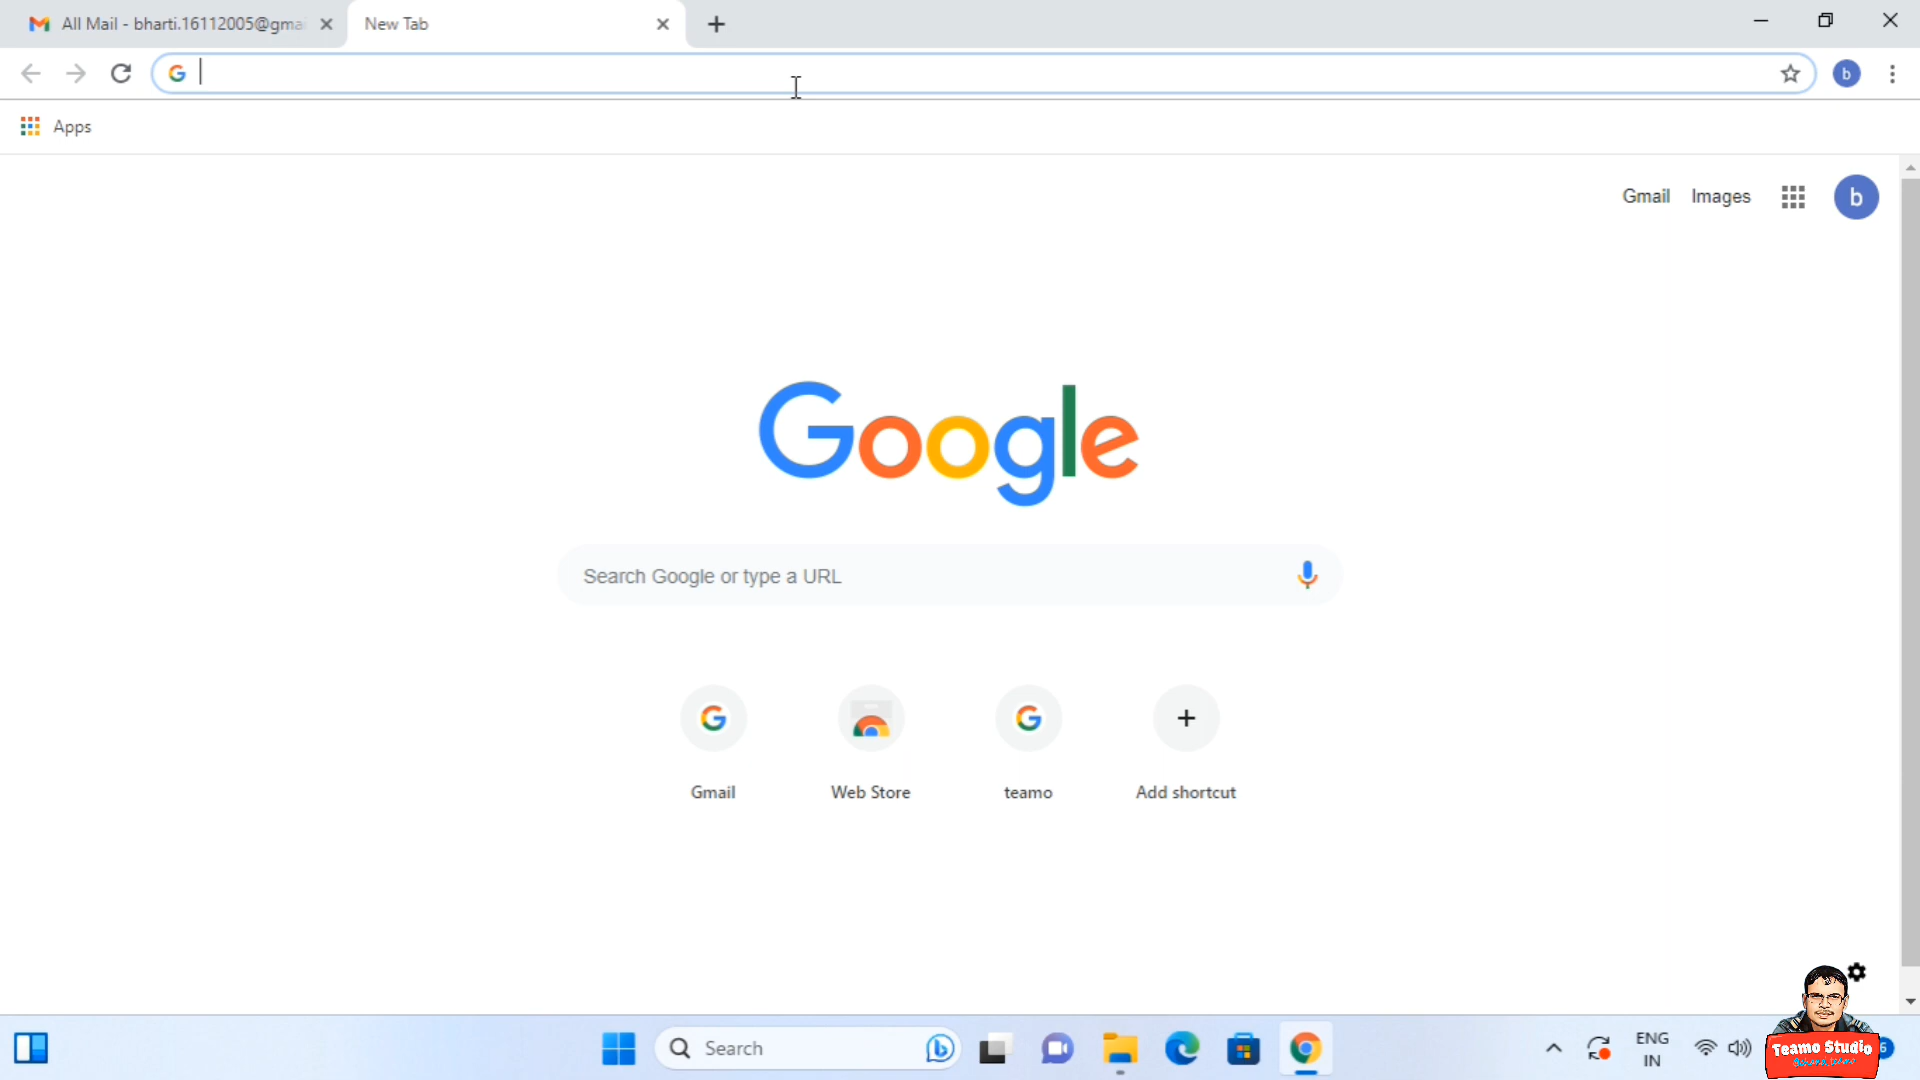 All Mail - bharti.16112005@gmai
New Tab
b
Apps
Gmail Images
b
Google
Search Google or type a URL
Gmail
Web Store
teamo
Add shortcut
Search
ENG
IN
Teamo Studio